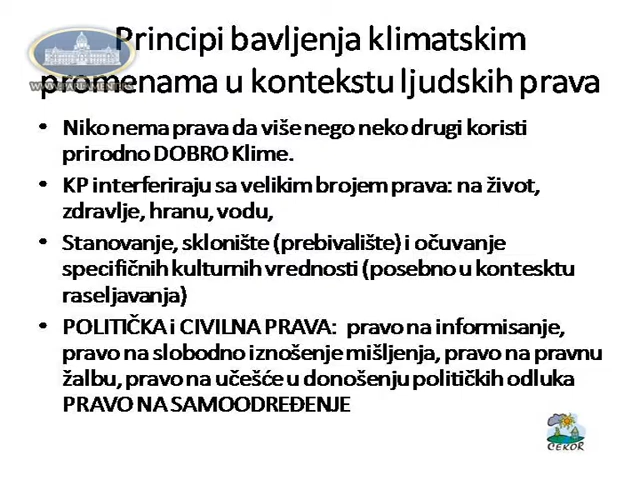 Principi bavljenja klimatskim
promenama u kontekstu ljudskih prava
• Niko nema prava da više nego neko drugi koristi
prirodno DOBRO Klime.
• KP interferiraju sa velikim brojem prava: na život,
zdravlje, hranu, vodu,
• Stanovanje, sklonište (prebivalište) i očuvanje
specifičnih kulturnih vrednosti (posebno u kontesktu
raseljavanja)
• POLITIČKA i CIVILNA PRAVA: pravo na informisanje,
pravo na slobodno iznošenje mišljenja, pravo na pravnu
žalbu, pravo na učešće u donošenju političkih odluka
PRAVO NA SAMOODREĐENJE
CEKOR